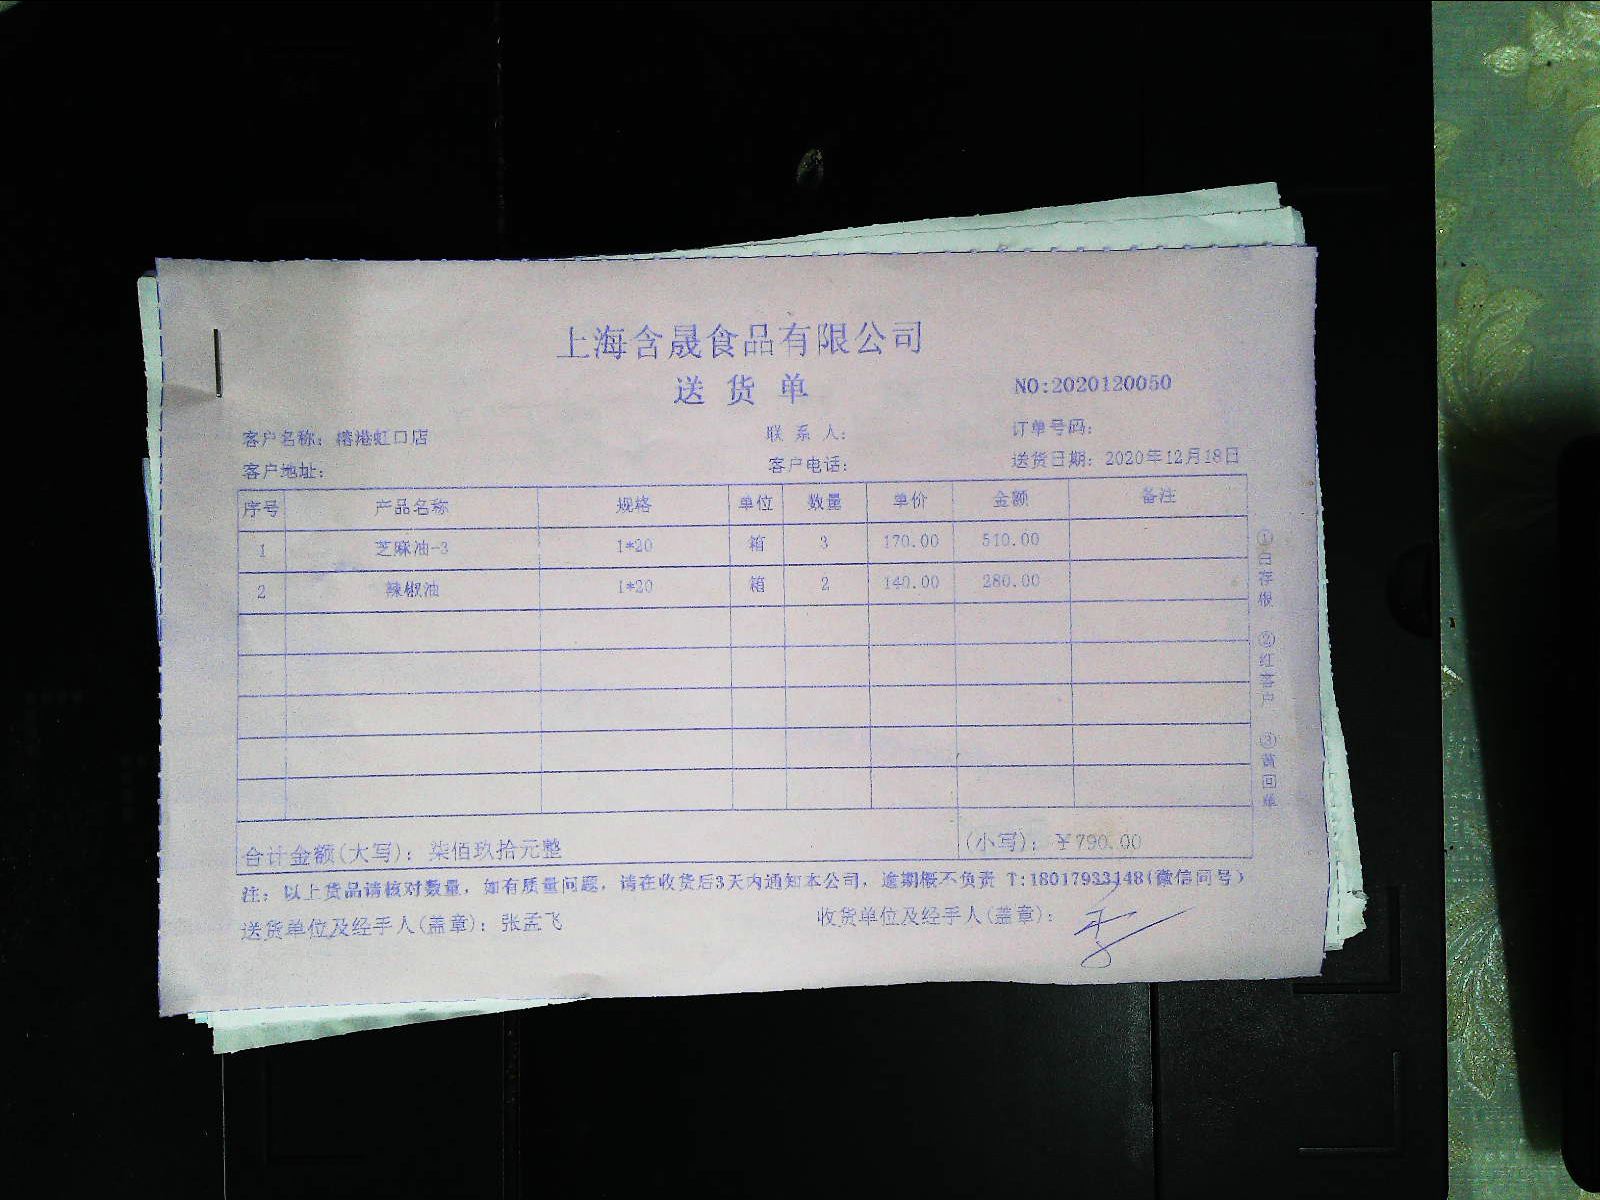 上海含晟食品有限公司
送 货 单
NO:2020120050
客户名称: 榕港虹口店 联 系 人: 订单号码:
客户地址: 客户电话: 送货日期: 2020年12月18日
序号 产品名称 规格 单位 数量 单价 金额 备注
1 芝麻油-3 1*20 箱 3 170.00 510.00
2 辣椒油 1*20 箱 2 140.00 280.00
合计金额(大写): 柒佰玖拾元整 (小写): ¥790.00
注: 以上货品请核对数量, 如有质量问题, 请在收货后3天内通知本公司, 逾期概不负责 T:18017933148(微信同号)
送货单位及经手人(盖章): 张孟飞 收货单位及经手人(盖章):
①白存根 ②红客户 ③黄回单